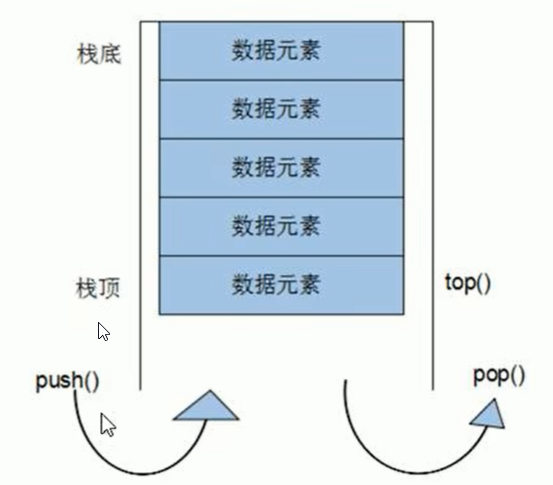 栈底
数据元素
数据元素
数据元素
数据元素
栈顶
数据元素
top()
push()
pop()